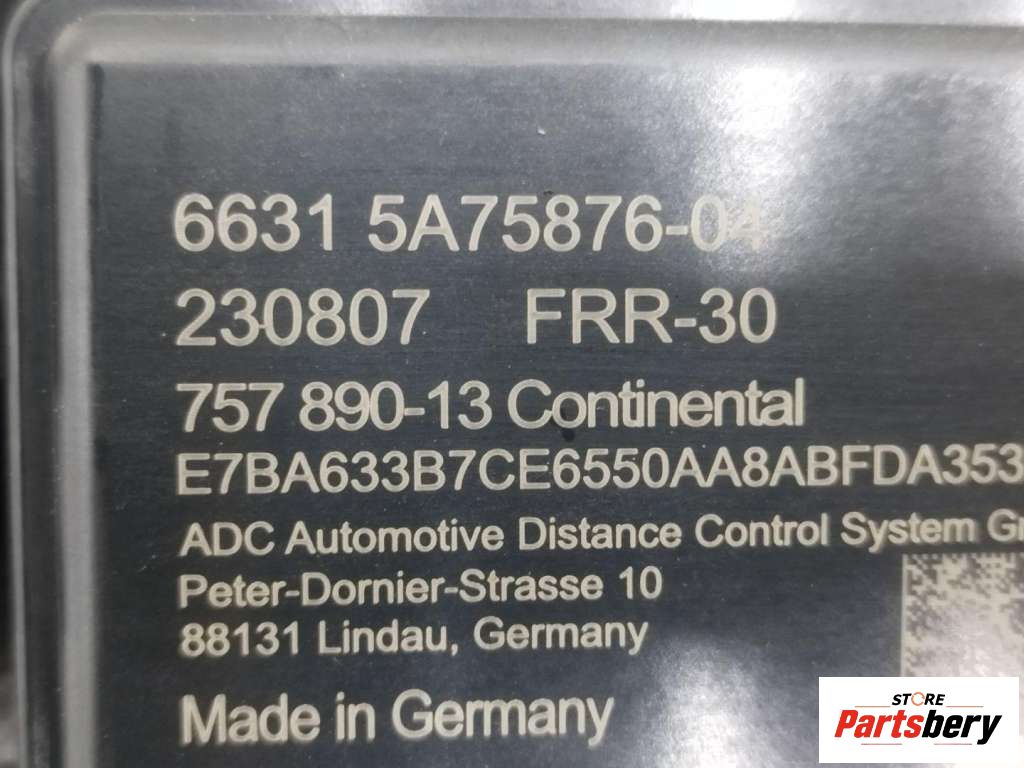 6631 5A75876-04
230807 FRR-30
757 890-13 Continental
E7BA633B7CE6550AA8ABFDA353
ADC Automotive Distance Control System
Peter-Dornier-Strasse 10
88131 Lindau, Germany
Made in Germany
STORE
Partsbery